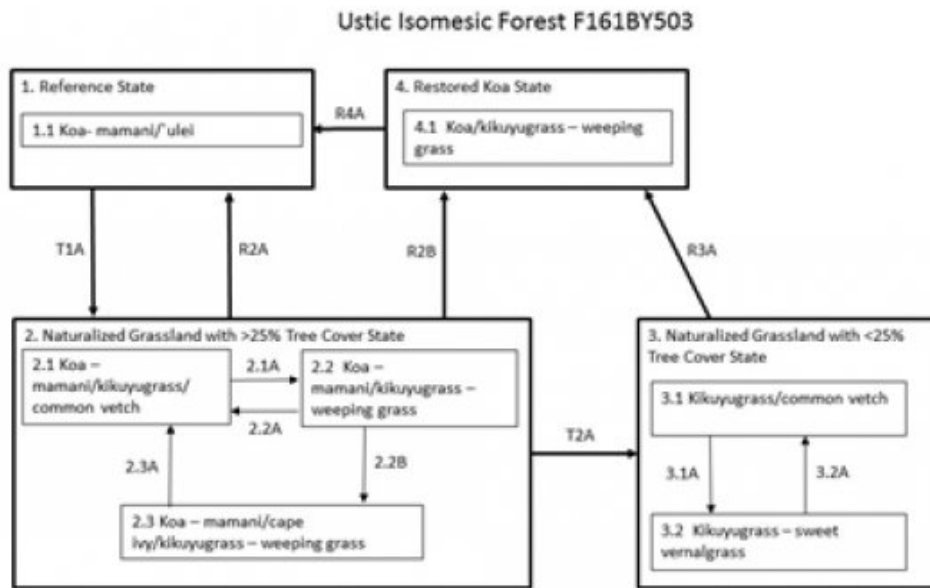 Ustic Isomesic Forest F161BY503
1. Reference State
1.1 Koa- mamani/`ulei
R4A
4. Restored Koa State
4.1 Koa/kikuyugrass – weeping
grass
T1A
R2A
R2B
R3A
2. Naturalized Grassland with >25% Tree Cover State
2.1 Koa –
mamani/kikuyugrass/
common vetch
2.1A
2.2A
2.2 Koa –
mamani/kikuyugrass –
weeping grass
2.3A
2.2B
2.3 Koa – mamani/cape
ivy/kikuyugrass – weeping grass
T2A
3. Naturalized Grassland with <25%
Tree Cover State
3.1 Kikuyugrass/common vetch
3.1A
3.2A
3.2 Kikuyugrass – sweet
vernalgrass